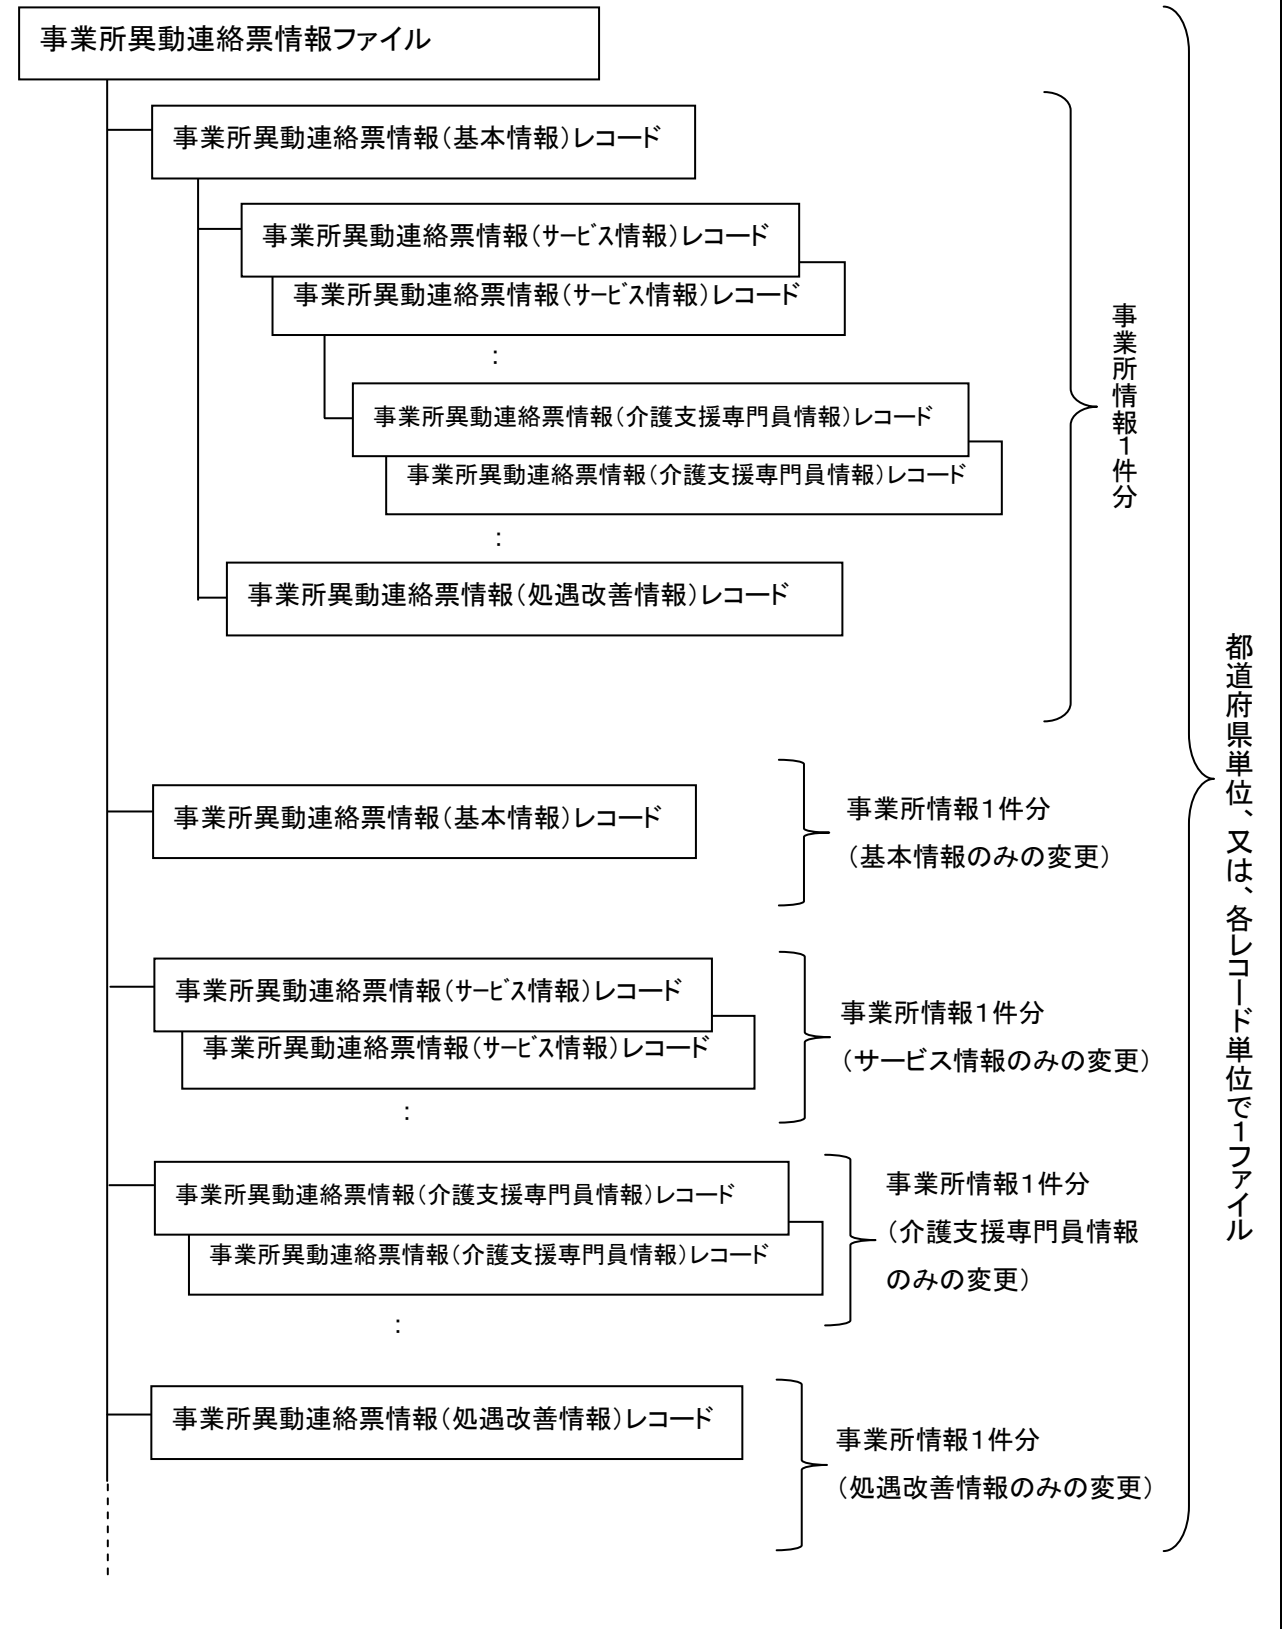 事業所異動連絡票情報ファイル
事業所異動連絡票情報（基本情報）レコード
事業所異動連絡票情報（ｻｰﾋﾞｽ情報）レコード
事業所異動連絡票情報（ｻｰﾋﾞｽ情報）レコード
：
事業所異動連絡票情報（介護支援専門員情報）レコード
事業所異動連絡票情報（介護支援専門員情報）レコード
：
事業所異動連絡票情報（処遇改善情報）レコード
事業所情報１件分
事業所異動連絡票情報（基本情報）レコード
事業所情報１件分
（基本情報のみの変更）
事業所異動連絡票情報（ｻｰﾋﾞｽ情報）レコード
事業所異動連絡票情報（ｻｰﾋﾞｽ情報）レコード
：
事業所情報１件分
（サービス情報のみの変更）
事業所異動連絡票情報（介護支援専門員情報）レコード
事業所異動連絡票情報（介護支援専門員情報）レコード
：
事業所情報１件分
（介護支援専門員情報
のみの変更）
事業所異動連絡票情報（処遇改善情報）レコード
事業所情報１件分
（処遇改善情報のみの変更）
都道府県単位、又は、各レコード単位で１ファイル